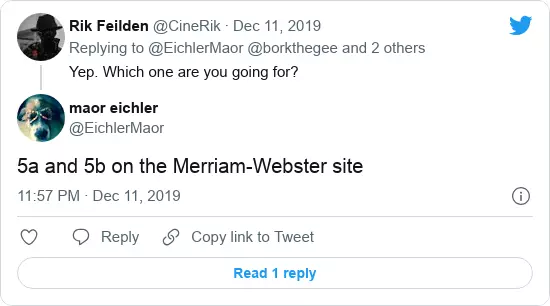 Rik Feilden @CineRik · Dec 11, 2019
Replying to @EichlerMaor @borkthegee and 2 others
Yep. Which one are you going for?
maor eichler
@EichlerMaor
5a and 5b on the Merriam-Webster site
11:57 PM · Dec 11, 2019
Reply Copy link to Tweet
Read 1 reply